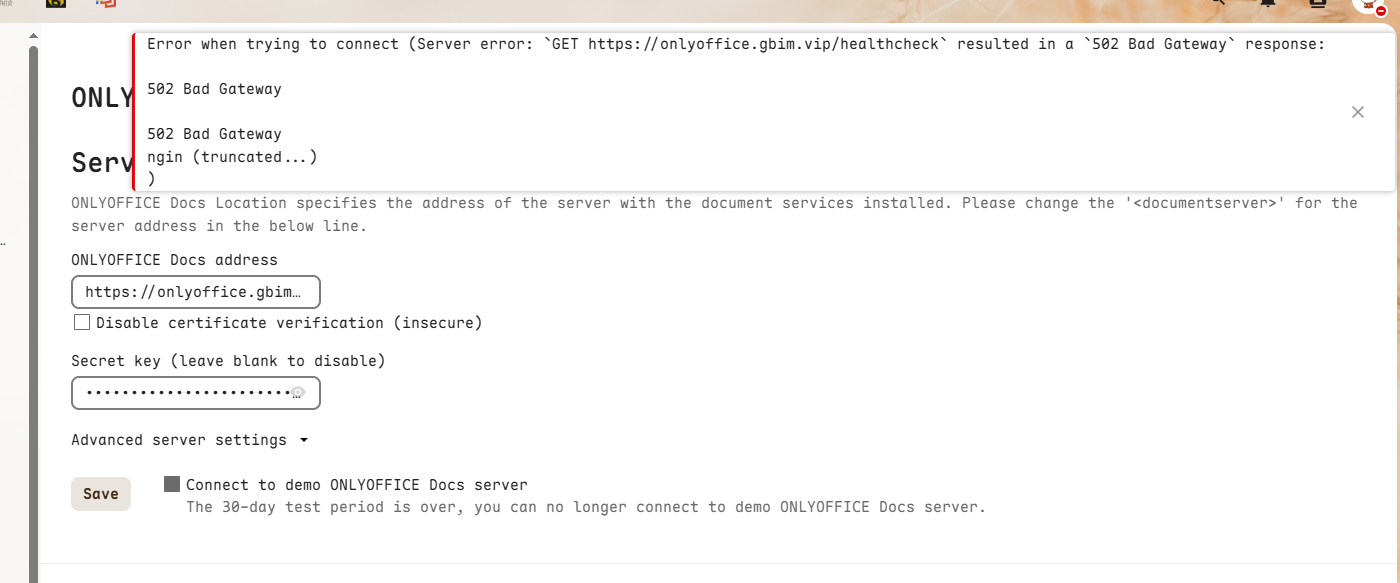 Error when trying to connect (Server error: `GET https://onlyoffice.gbim.vip/healthcheck` resulted in a `502 Bad Gateway` response:
502 Bad Gateway
502 Bad Gateway
ngin (truncated...)
)
ONLY
Serv
ONLYOFFICE Docs Location specifies the address of the server with the document services installed. Please change the '<documentserver>' for the
server address in the below line.
ONLYOFFICE Docs address
https://onlyoffice.gbim…
Disable certificate verification (insecure)
Secret key (leave blank to disable)
Advanced server settings
Save
Connect to demo ONLYOFFICE Docs server
The 30-day test period is over, you can no longer connect to demo ONLYOFFICE Docs server.